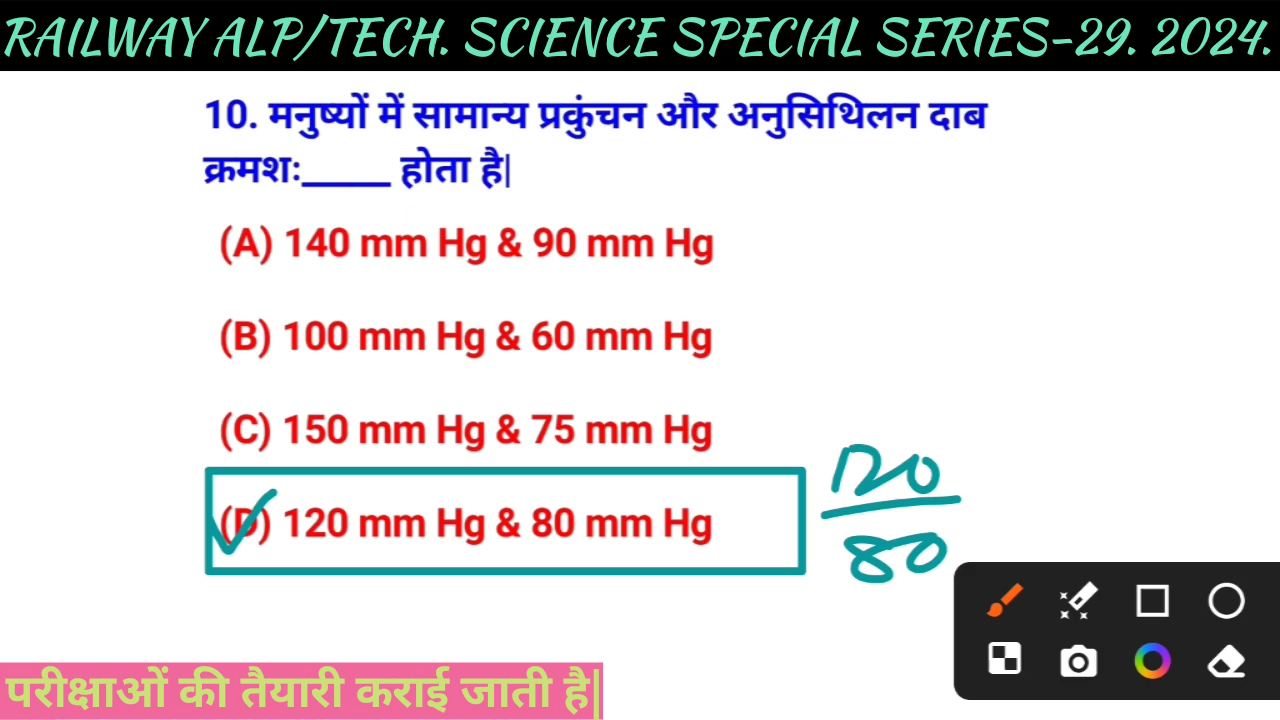 RAILWAY ALP/TECH. SCIENCE SPECIAL SERIES-29. 2024.
10. मनुष्यों में सामान्य प्रकुंचन और अनुसिथिलन दाब
क्रमशः_____ होता है|
(A) 140 mm Hg & 90 mm Hg
(B) 100 mm Hg & 60 mm Hg
(C) 150 mm Hg & 75 mm Hg
(D) 120 mm Hg & 80 mm Hg
120
80
परीक्षाओं की तैयारी कराई जाती है|